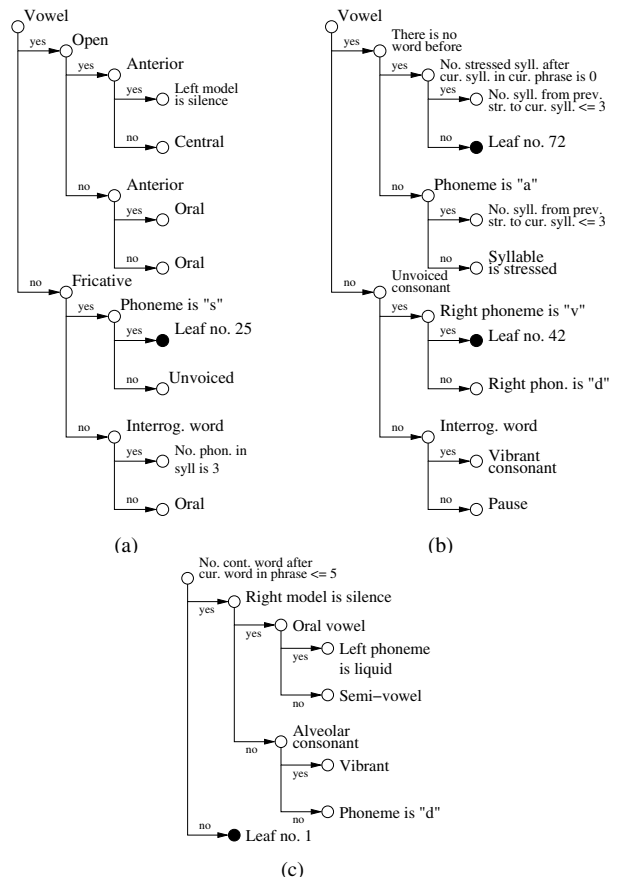 Vowel
yes
Open
yes
Anterior
yes
Left model
is silence
no
Central
no
Anterior
yes
Oral
no
Oral
no
Fricative
yes
Phoneme is "s"
yes
Leaf no. 25
no
Unvoiced
no
Interrog. word
yes
No. phon. in
syll is 3
no
Oral
(a)
Vowel
yes
There is no
word before
yes
No. stressed syll. after
cur. syll. in cur. phrase is 0
yes
No. syll. from prev.
str. to cur. syll. <= 3
no
Leaf no. 72
no
Phoneme is "a"
yes
No. syll. from prev.
str. to cur. syll. <= 3
no
Syllable
is stressed
no
Unvoiced
consonant
yes
Right phoneme is "v"
yes
Leaf no. 42
no
Right phon. is "d"
no
Interrog. word
yes
Vibrant
consonant
no
Pause
(b)
No. cont. word after
cur. word in phrase <= 5
yes
Right model is silence
yes
Oral vowel
yes
Left phoneme
is liquid
no
Semi−vowel
no
Alveolar
consonant
yes
Vibrant
no
Phoneme is "d"
no
Leaf no. 1
(c)